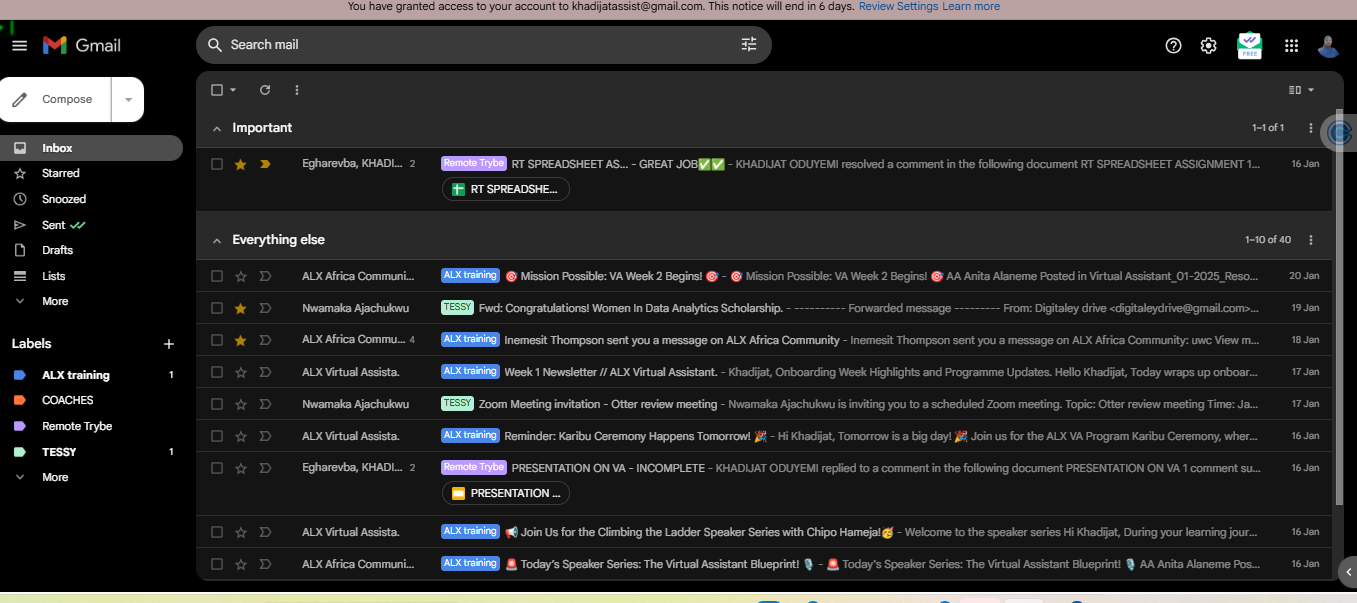 You have granted access to your account to khadijatassist@gmail.com. This notice will end in 6 days. Review Settings Learn more
Gmail
Search mail
FREE
Compose
Inbox
Starred
Snoozed
Sent
Drafts
Lists
More
Labels
ALX training 1
COACHES
Remote Trybe
TESSY 1
More
Important 1–1 of 1
Egharevba, KHADI... 2 Remote Trybe RT SPREADSHEET AS... - GREAT JOB✅✅ - KHADIJAT ODUYEMI resolved a comment in the following document RT SPREADSHEET ASSIGNMENT 1... 16 Jan
RT SPREADSHE...
Everything else 1–10 of 40
ALX Africa Communi... ALX training 🎯 Mission Possible: VA Week 2 Begins! 🎯 - 🎯 Mission Possible: VA Week 2 Begins! 🎯 AA Anita Alaneme Posted in Virtual Assistant_01-2025_Reso... 20 Jan
Nwamaka Ajachukwu TESSY Fwd: Congratulations! Women In Data Analytics Scholarship. - ---------- Forwarded message --------- From: Digitaley drive <digitaleydrive@gmail.com>... 19 Jan
ALX Africa Commu... 4 ALX training Inemesit Thompson sent you a message on ALX Africa Community - Inemesit Thompson sent you a message on ALX Africa Community: uwc View m... 18 Jan
ALX Virtual Assista. ALX training Week 1 Newsletter // ALX Virtual Assistant. - Khadijat, Onboarding Week Highlights and Programme Updates. Hello Khadijat, Today wraps up onboar... 17 Jan
Nwamaka Ajachukwu TESSY Zoom Meeting invitation - Otter review meeting - Nwamaka Ajachukwu is inviting you to a scheduled Zoom meeting. Topic: Otter review meeting Time: Ja... 17 Jan
ALX Virtual Assista. ALX training Reminder: Karibu Ceremony Happens Tomorrow! 🎉 - Hi Khadijat, Tomorrow is a big day! 🎉 Join us for the ALX VA Program Karibu Ceremony, wher... 16 Jan
Egharevba, KHADI... 2 Remote Trybe PRESENTATION ON VA - INCOMPLETE - KHADIJAT ODUYEMI replied to a comment in the following document PRESENTATION ON VA 1 comment su... 16 Jan
PRESENTATION ...
ALX Virtual Assista. ALX training 📢 Join Us for the Climbing the Ladder Speaker Series with Chipo Hameja!🥳 - Welcome to the speaker series Hi Khadijat, During your learning jour... 16 Jan
ALX Africa Communi... ALX training 🚨 Today's Speaker Series: The Virtual Assistant Blueprint! 🎙️ - 🚨 Today's Speaker Series: The Virtual Assistant Blueprint! 🎙️ AA Anita Alaneme Pos... 16 Jan